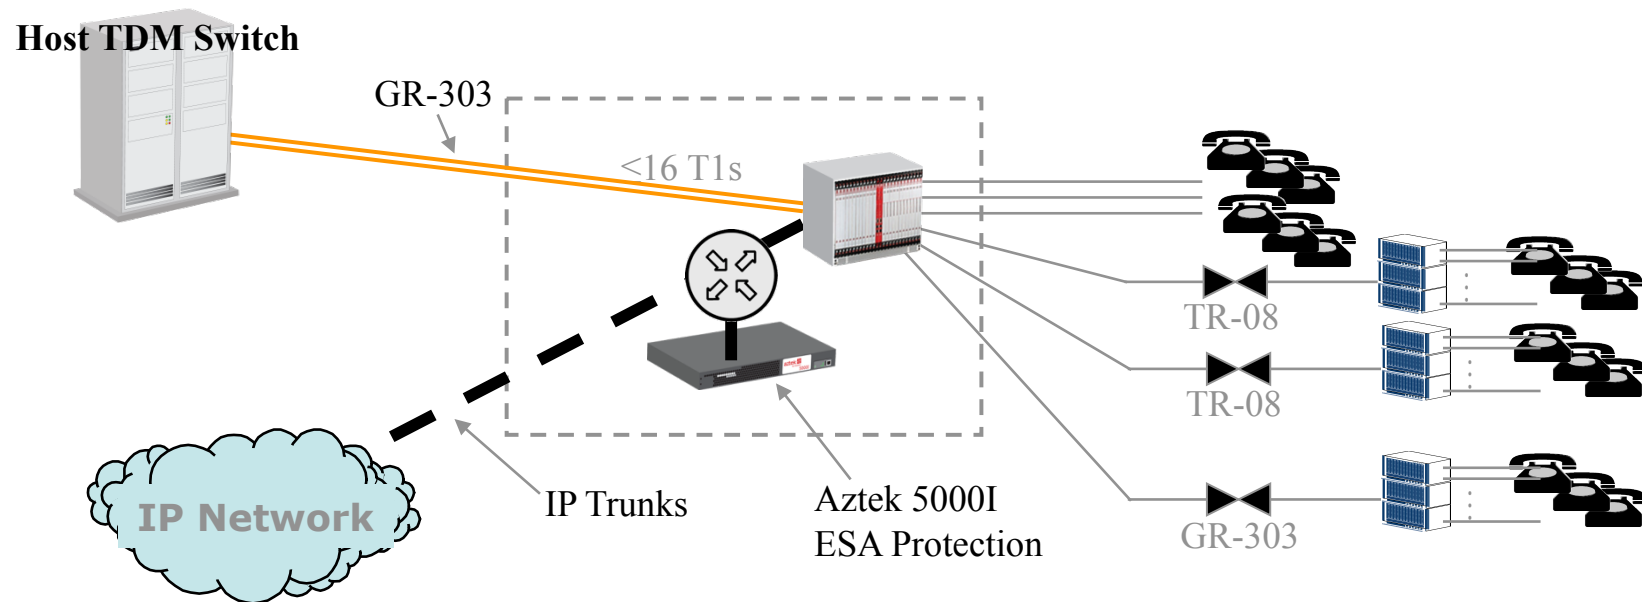 Host TDM Switch
GR-303
<16 T1s
TR-08
TR-08
IP Network
IP Trunks
Aztek 5000I
ESA Protection
GR-303